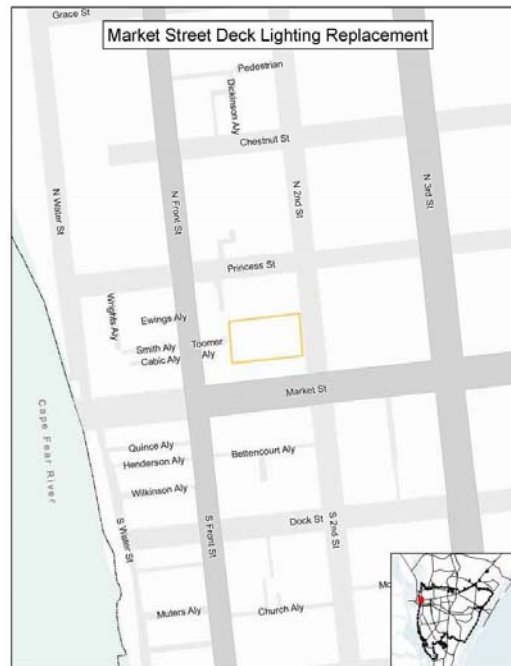 Grace St
Market Street Deck Lighting Replacement
Pedestrian
Dickinson Aly
Chestnut St
N Water St
N Front St
N 2nd St
N 3rd St
Princess St
Wrights Aly
Ewings Aly
Smith Aly
Cabic Aly
Toomer
Aly
Market St
Cape Fear River
Quince Aly
Henderson Aly
Bettencourt Aly
Wilkinson Aly
S Water St
S Front St
Dock St
S 2nd St
Muters Aly
Church Aly